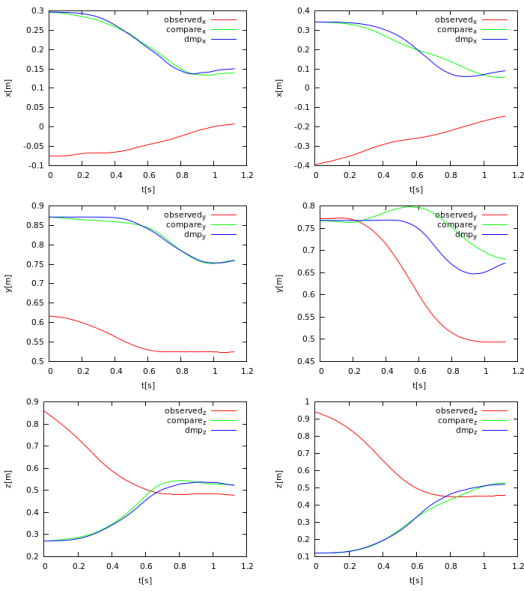 0.3
0.25
0.2
0.15
0.1
0.05
0
-0.05
-0.1
x[m]
0 0.2 0.4 0.6 0.8 1 1.2
t[s]
observed_x
compare_x
dmp_x
0.4
0.3
0.2
0.1
0
-0.1
-0.2
-0.3
-0.4
x[m]
0 0.2 0.4 0.6 0.8 1 1.2
t[s]
observed_x
compare_x
dmp_x
0.9
0.85
0.8
0.75
0.7
0.65
0.6
0.55
0.5
y[m]
0 0.2 0.4 0.6 0.8 1 1.2
t[s]
observed_y
compare_y
dmp_y
0.8
0.75
0.7
0.65
0.6
0.55
0.5
0.45
y[m]
0 0.2 0.4 0.6 0.8 1 1.2
t[s]
observed_y
compare_y
dmp_y
0.9
0.8
0.7
0.6
0.5
0.4
0.3
0.2
z[m]
0 0.2 0.4 0.6 0.8 1 1.2
t[s]
observed_z
compare_z
dmp_z
1
0.9
0.8
0.7
0.6
0.5
0.4
0.3
0.2
0.1
z[m]
0 0.2 0.4 0.6 0.8 1 1.2
t[s]
observed_z
compare_z
dmp_z